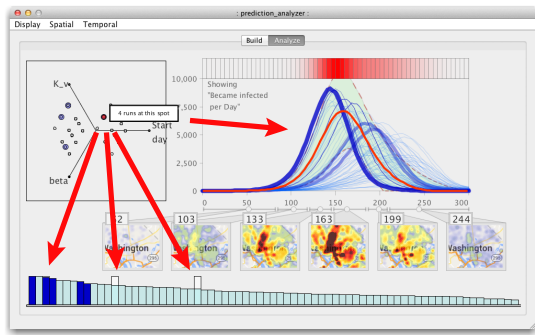 : prediction_analyzer :
Display Spatial Temporal
Build Analyze
K_v
4 runs at this spot
Start
day
beta
10,000
7,500
5,000
2,500
0
Showing
"Became infected
per Day"
0 50 100 150 200 250 300
103 133 163 199 244
Washington